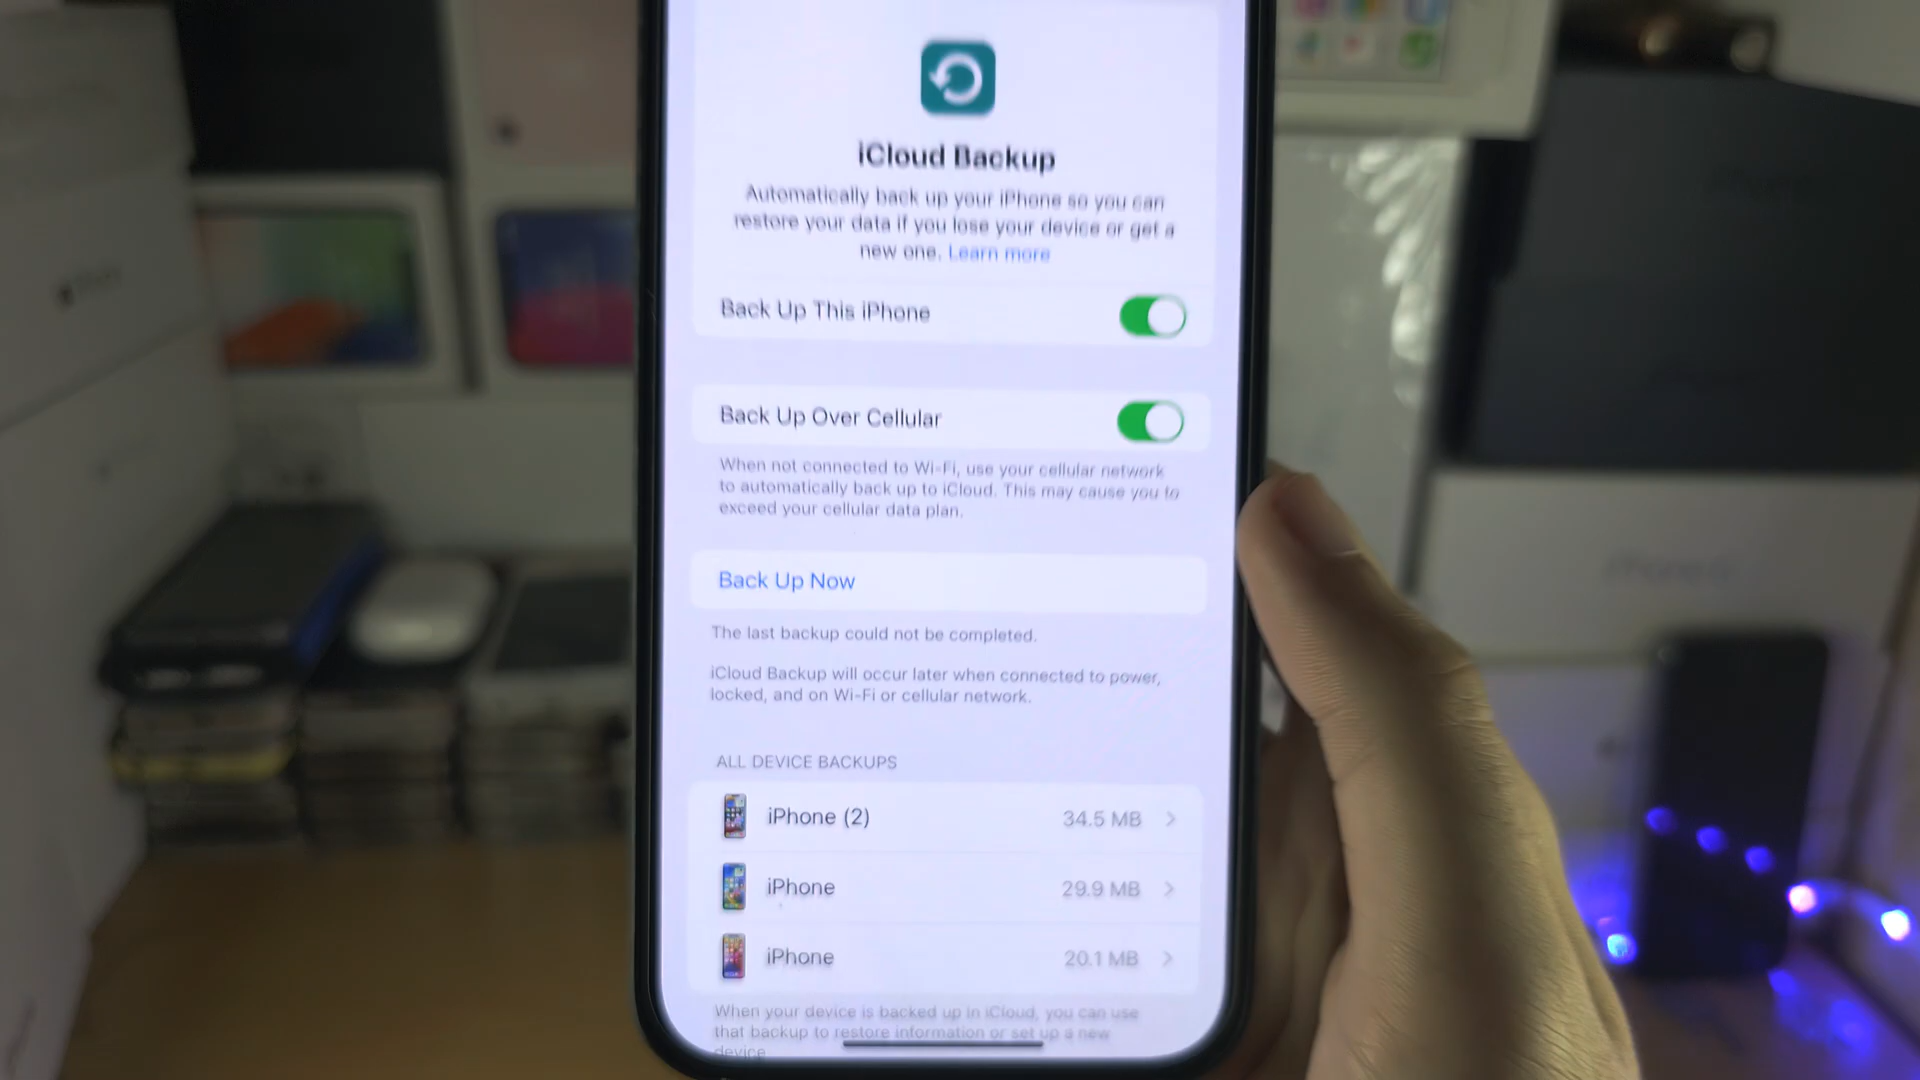 iCloud Backup
Automatically back up your iPhone so you can
restore your data if you lose your device or get a
new one. Learn more
Back Up This iPhone
Back Up Over Cellular
When not connected to Wi-Fi, use your cellular network
to automatically back up to iCloud. This may cause you to
exceed your cellular data plan.
Back Up Now
The last backup could not be completed.
iCloud Backup will occur later when connected to power,
locked, and on Wi-Fi or cellular network.
ALL DEVICE BACKUPS
iPhone (2) 34.5 MB
iPhone 29.9 MB
iPhone 20.1 MB
When your device is backed up in iCloud, you can use
that backup to restore information or set up a new
device